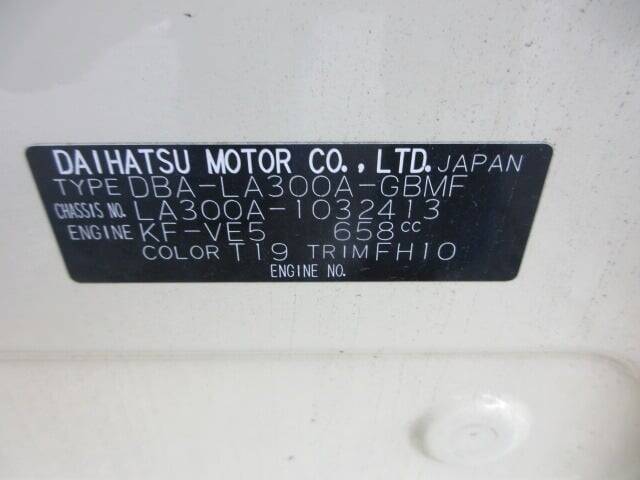 DAIHATSU MOTOR CO., LTD. JAPAN
TYPE DBA-LA300A-GBMF
CHASSIS NO. LA300A-1032413
ENGINE KF-VE5 658cc
COLOR T19 TRIM FH10
ENGINE NO.